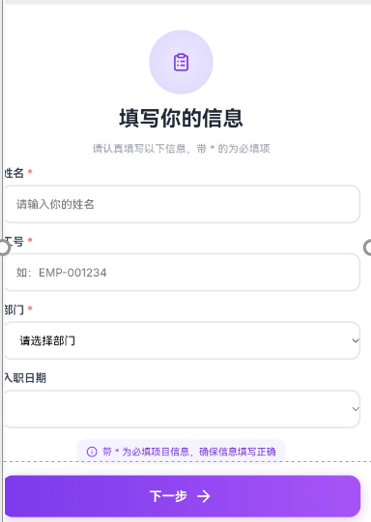 填写你的信息
请认真填写以下信息，带 * 的为必填项
姓名 *
请输入你的姓名
工号 *
如：EMP-001234
部门 *
请选择部门
入职日期
带 * 为必填项目信息，确保信息填写正确
下一步 →